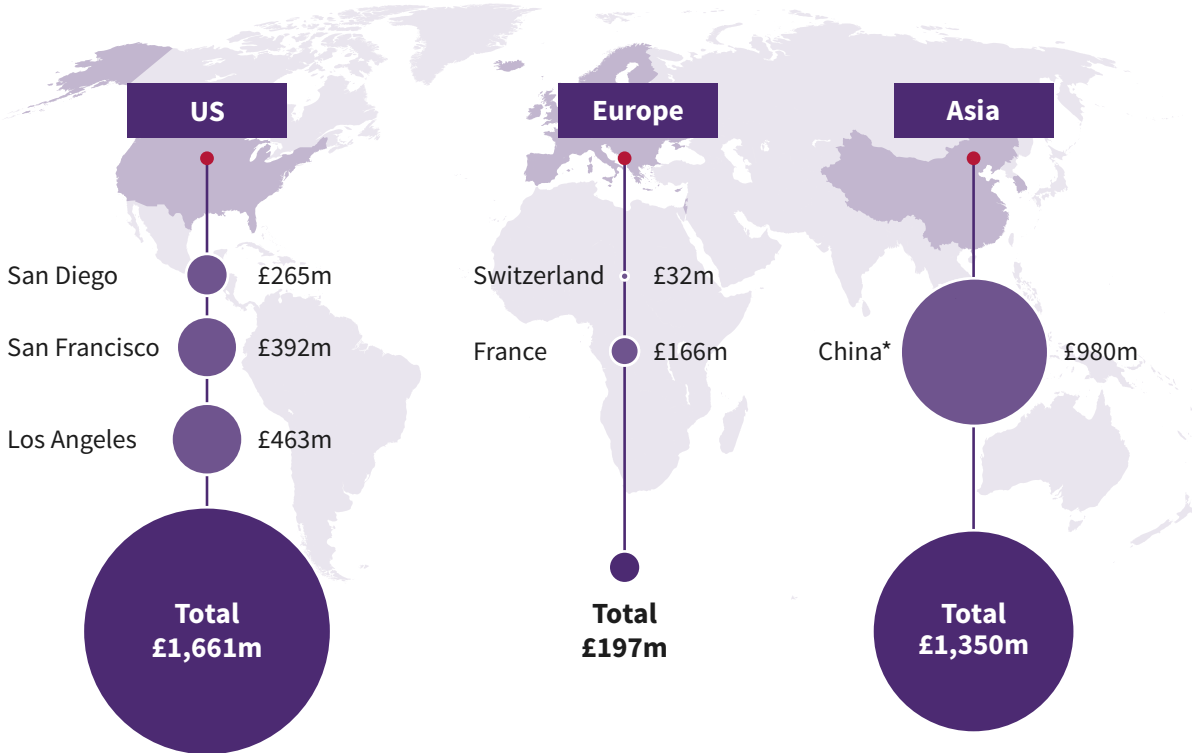 US
San Diego £265m
San Francisco £392m
Los Angeles £463m
Total
£1,661m
Europe
Switzerland £32m
France £166m
Total
£197m
Asia
China* £980m
Total
£1,350m